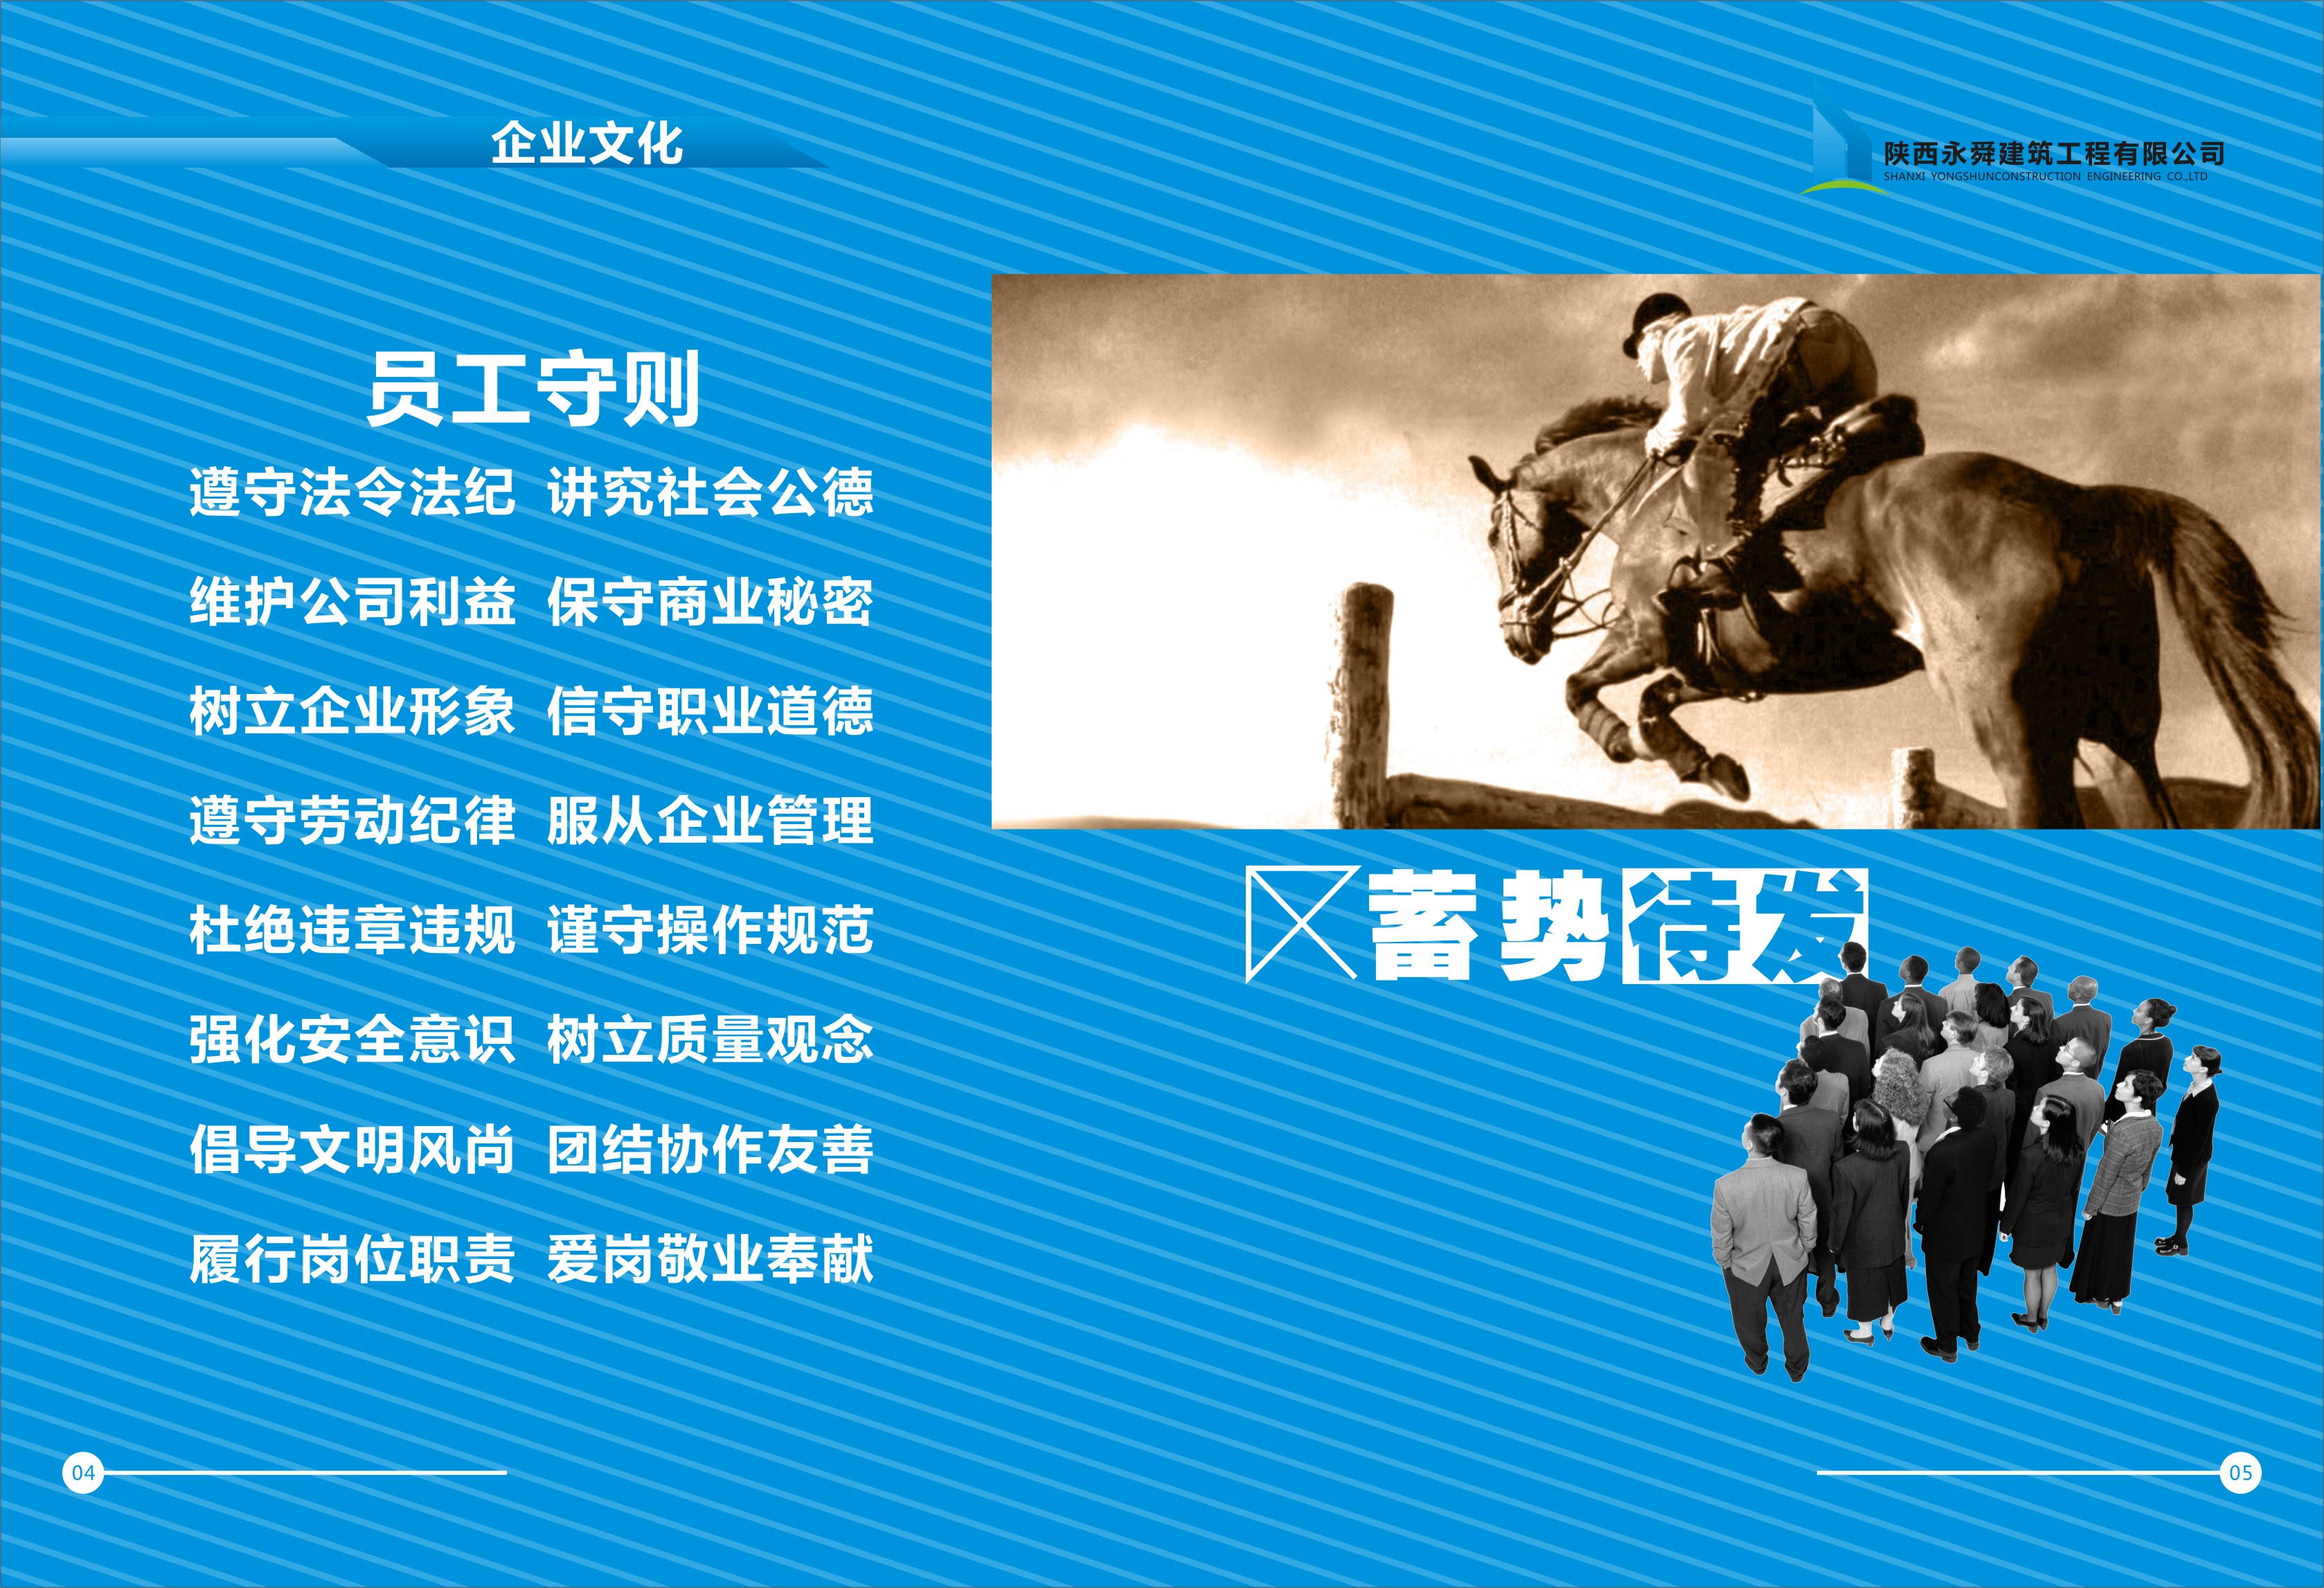 企业文化
陕西永舜建筑工程有限公司
SHANXI YONGSHUNCONSTRUCTION ENGINEERING CO.,LTD
员工守则
遵守法令法纪 讲究社会公德
维护公司利益 保守商业秘密
树立企业形象 信守职业道德
遵守劳动纪律 服从企业管理
杜绝违章违规 谨守操作规范
强化安全意识 树立质量观念
倡导文明风尚 团结协作友善
履行岗位职责 爱岗敬业奉献
蓄势待发
04
05